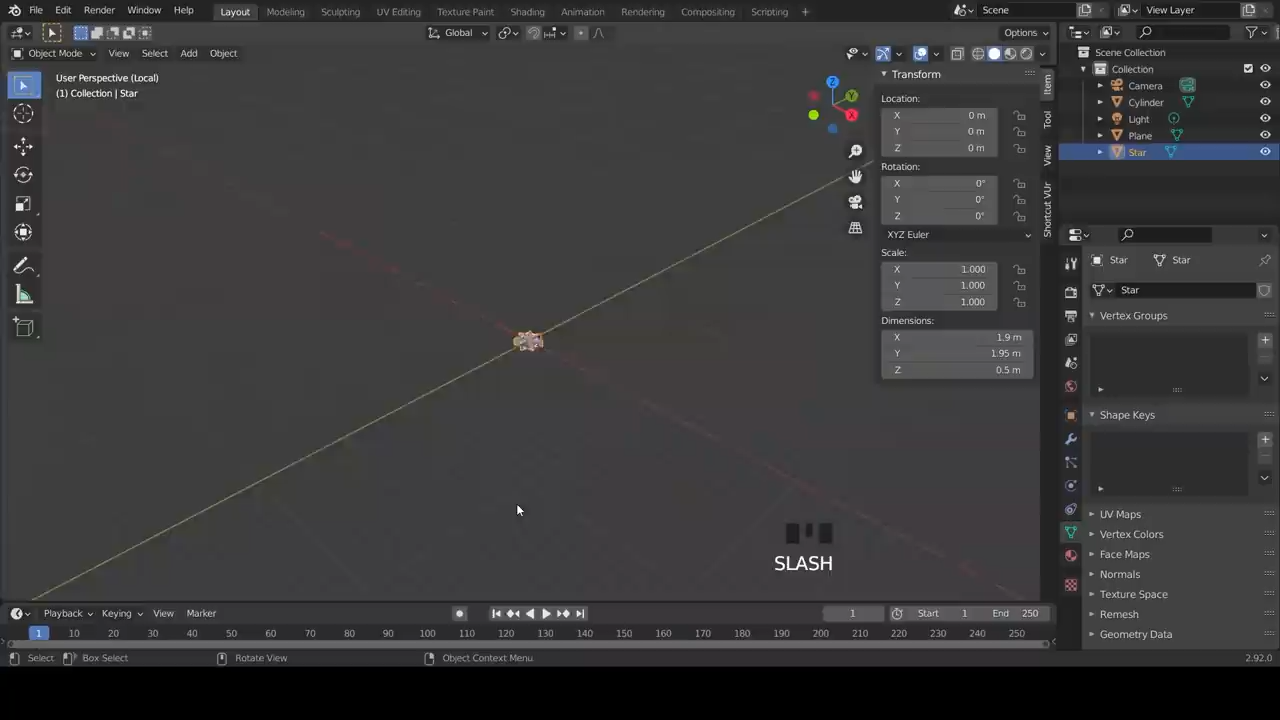 File Edit Render Window Help Layout Modeling Sculpting UV Editing Texture Paint Shading Animation Rendering Compositing Scripting Scene View Layer
Global Options
Object Mode View Select Add Object
User Perspective (Local)
(1) Collection | Star
Z
Y
X
Transform
Location:
X 0 m
Y 0 m
Z 0 m
Rotation:
X 0°
Y 0°
Z 0°
XYZ Euler
Scale:
X 1.000
Y 1.000
Z 1.000
Dimensions:
X 1.9 m
Y 1.95 m
Z 0.5 m
Item
Tool
View
Shortcut VUr
Scene Collection
Collection
Camera
Cylinder
Light
Plane
Star
Star Star
Star
Vertex Groups
Shape Keys
UV Maps
Vertex Colors
Face Maps
Normals
Texture Space
Remesh
Geometry Data
SLASH
Playback Keying View Marker 1 Start 1 End 250
1 10 20 30 40 50 60 70 80 90 100 110 120 130 140 150 160 170 180 190 200 210 220 230 240 250
Select Box Select Rotate View Object Context Menu 2.92.0